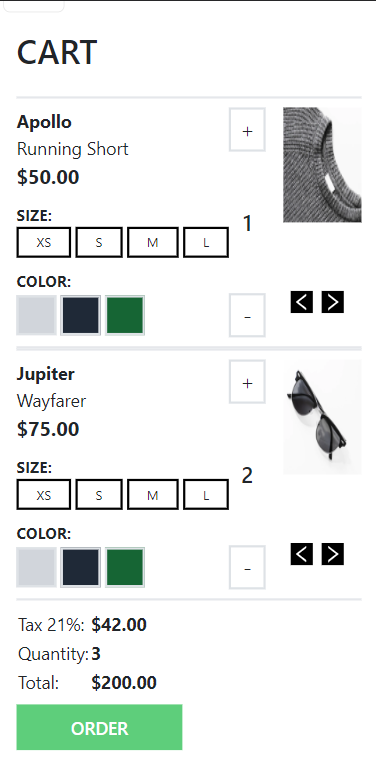 CART
Apollo
Running Short
$50.00
+
SIZE:
XS S M L
1
COLOR:
-
Jupiter
Wayfarer
$75.00
+
SIZE:
XS S M L
2
COLOR:
-
Tax 21%: $42.00
Quantity: 3
Total: $200.00
ORDER